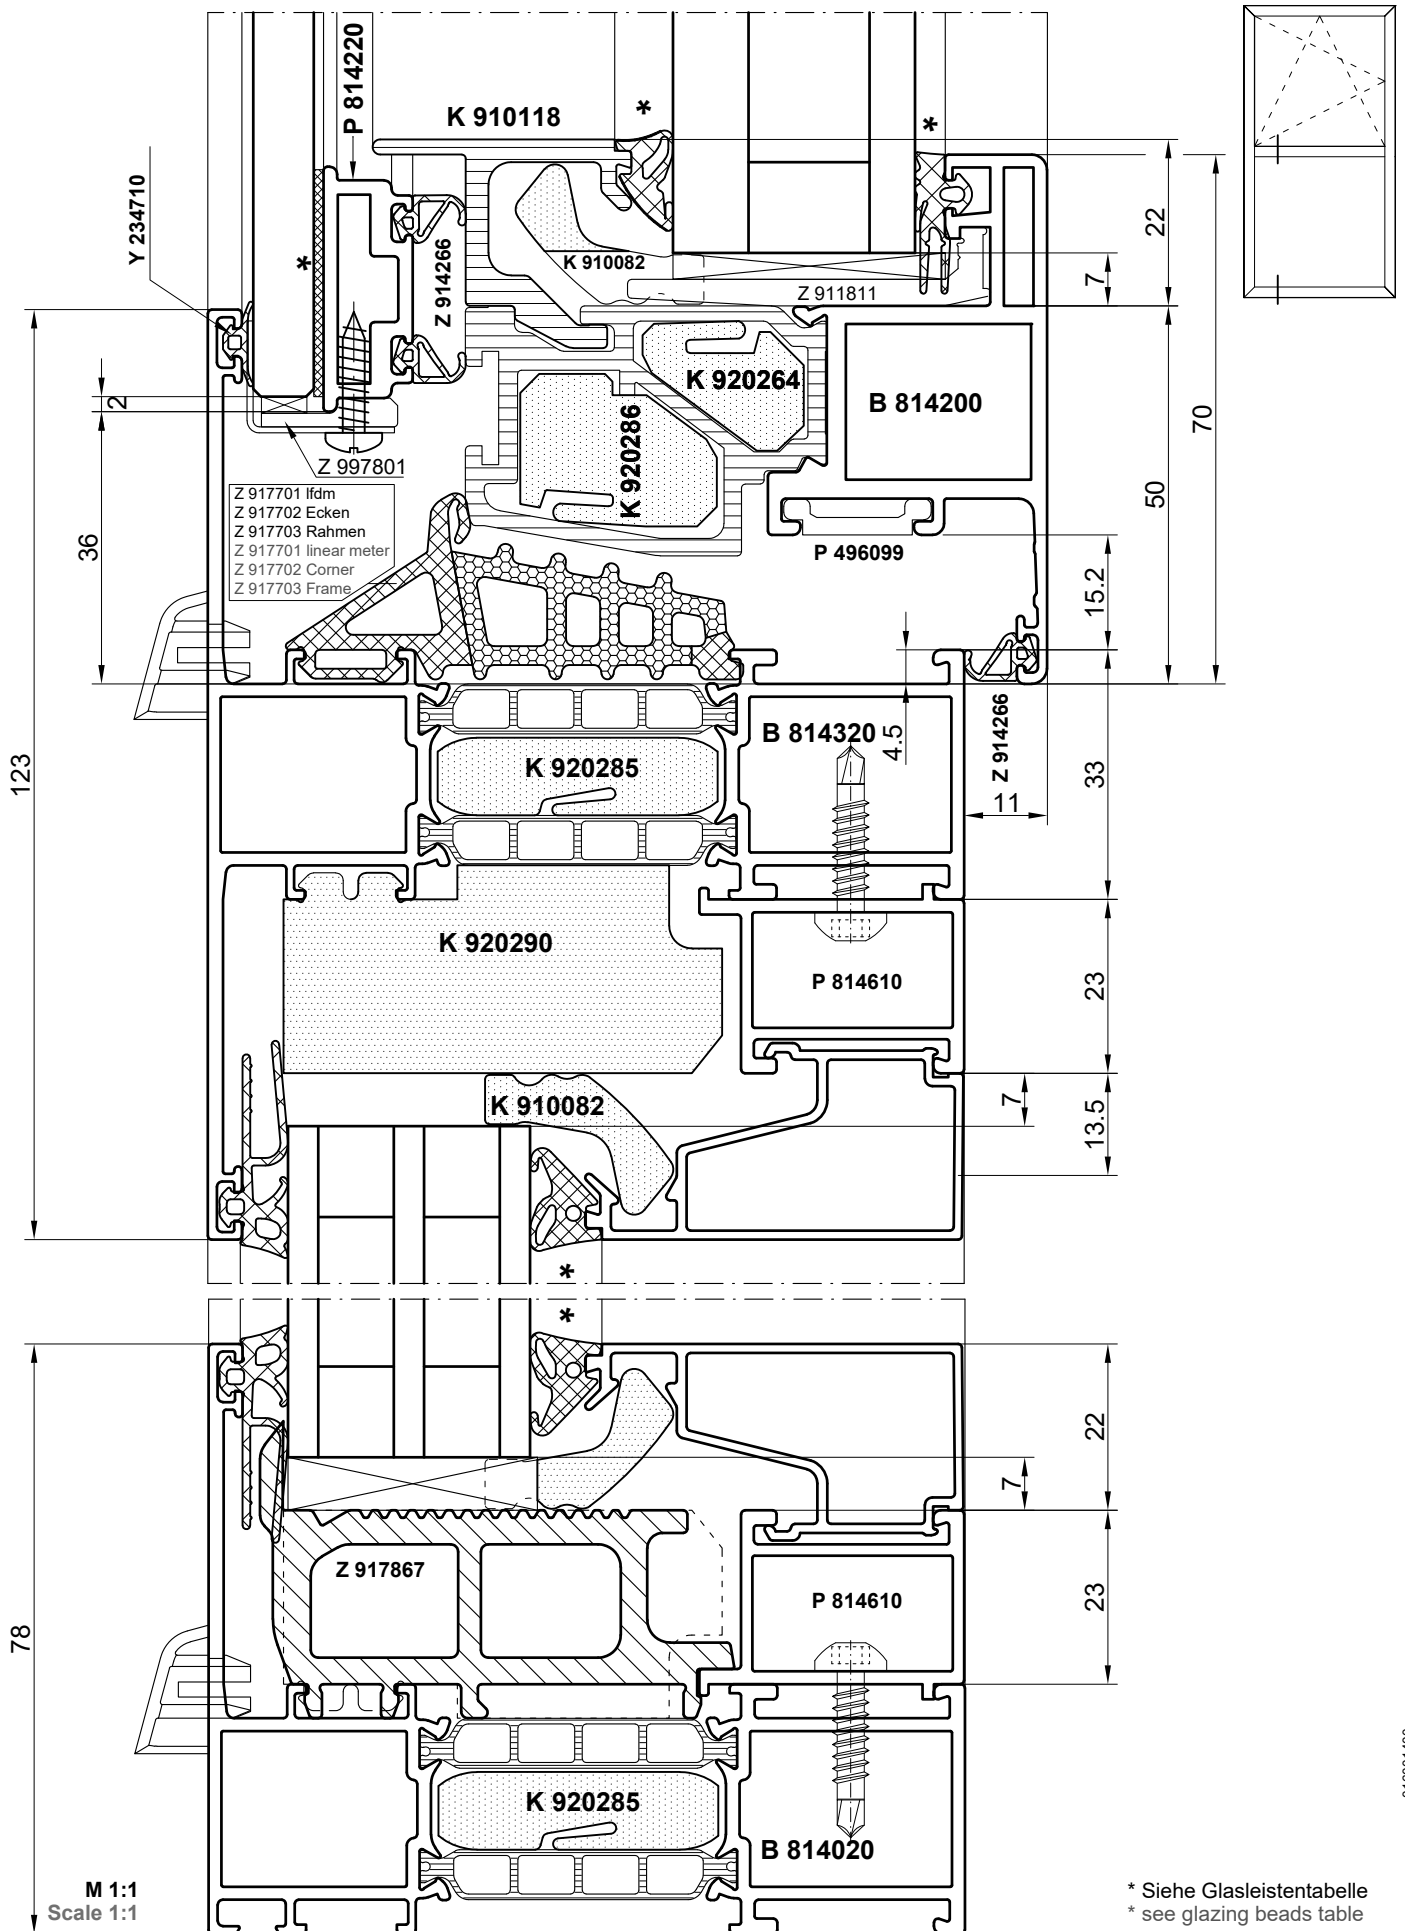 P 814220
K 910118
*
*
Y 234710
*
Z 914266
K 910082
Z 911811
22
7
K 920264
B 814200
K 920286
70
50
2
Z 997801
36
Z 917701 lfdm
Z 917702 Ecken
Z 917703 Rahmen
Z 917701 linear meter
Z 917702 Corner
Z 917703 Frame
P 496099
15.2
B 814320
4.5
Z 914266
11
33
K 920285
123
K 920290
P 814610
23
K 910082
7
13.5
*
*
22
7
Z 917867
P 814610
23
78
K 920285
B 814020
M 1:1
Scale 1:1
* Siehe Glasleistentabelle
* see glazing beads table